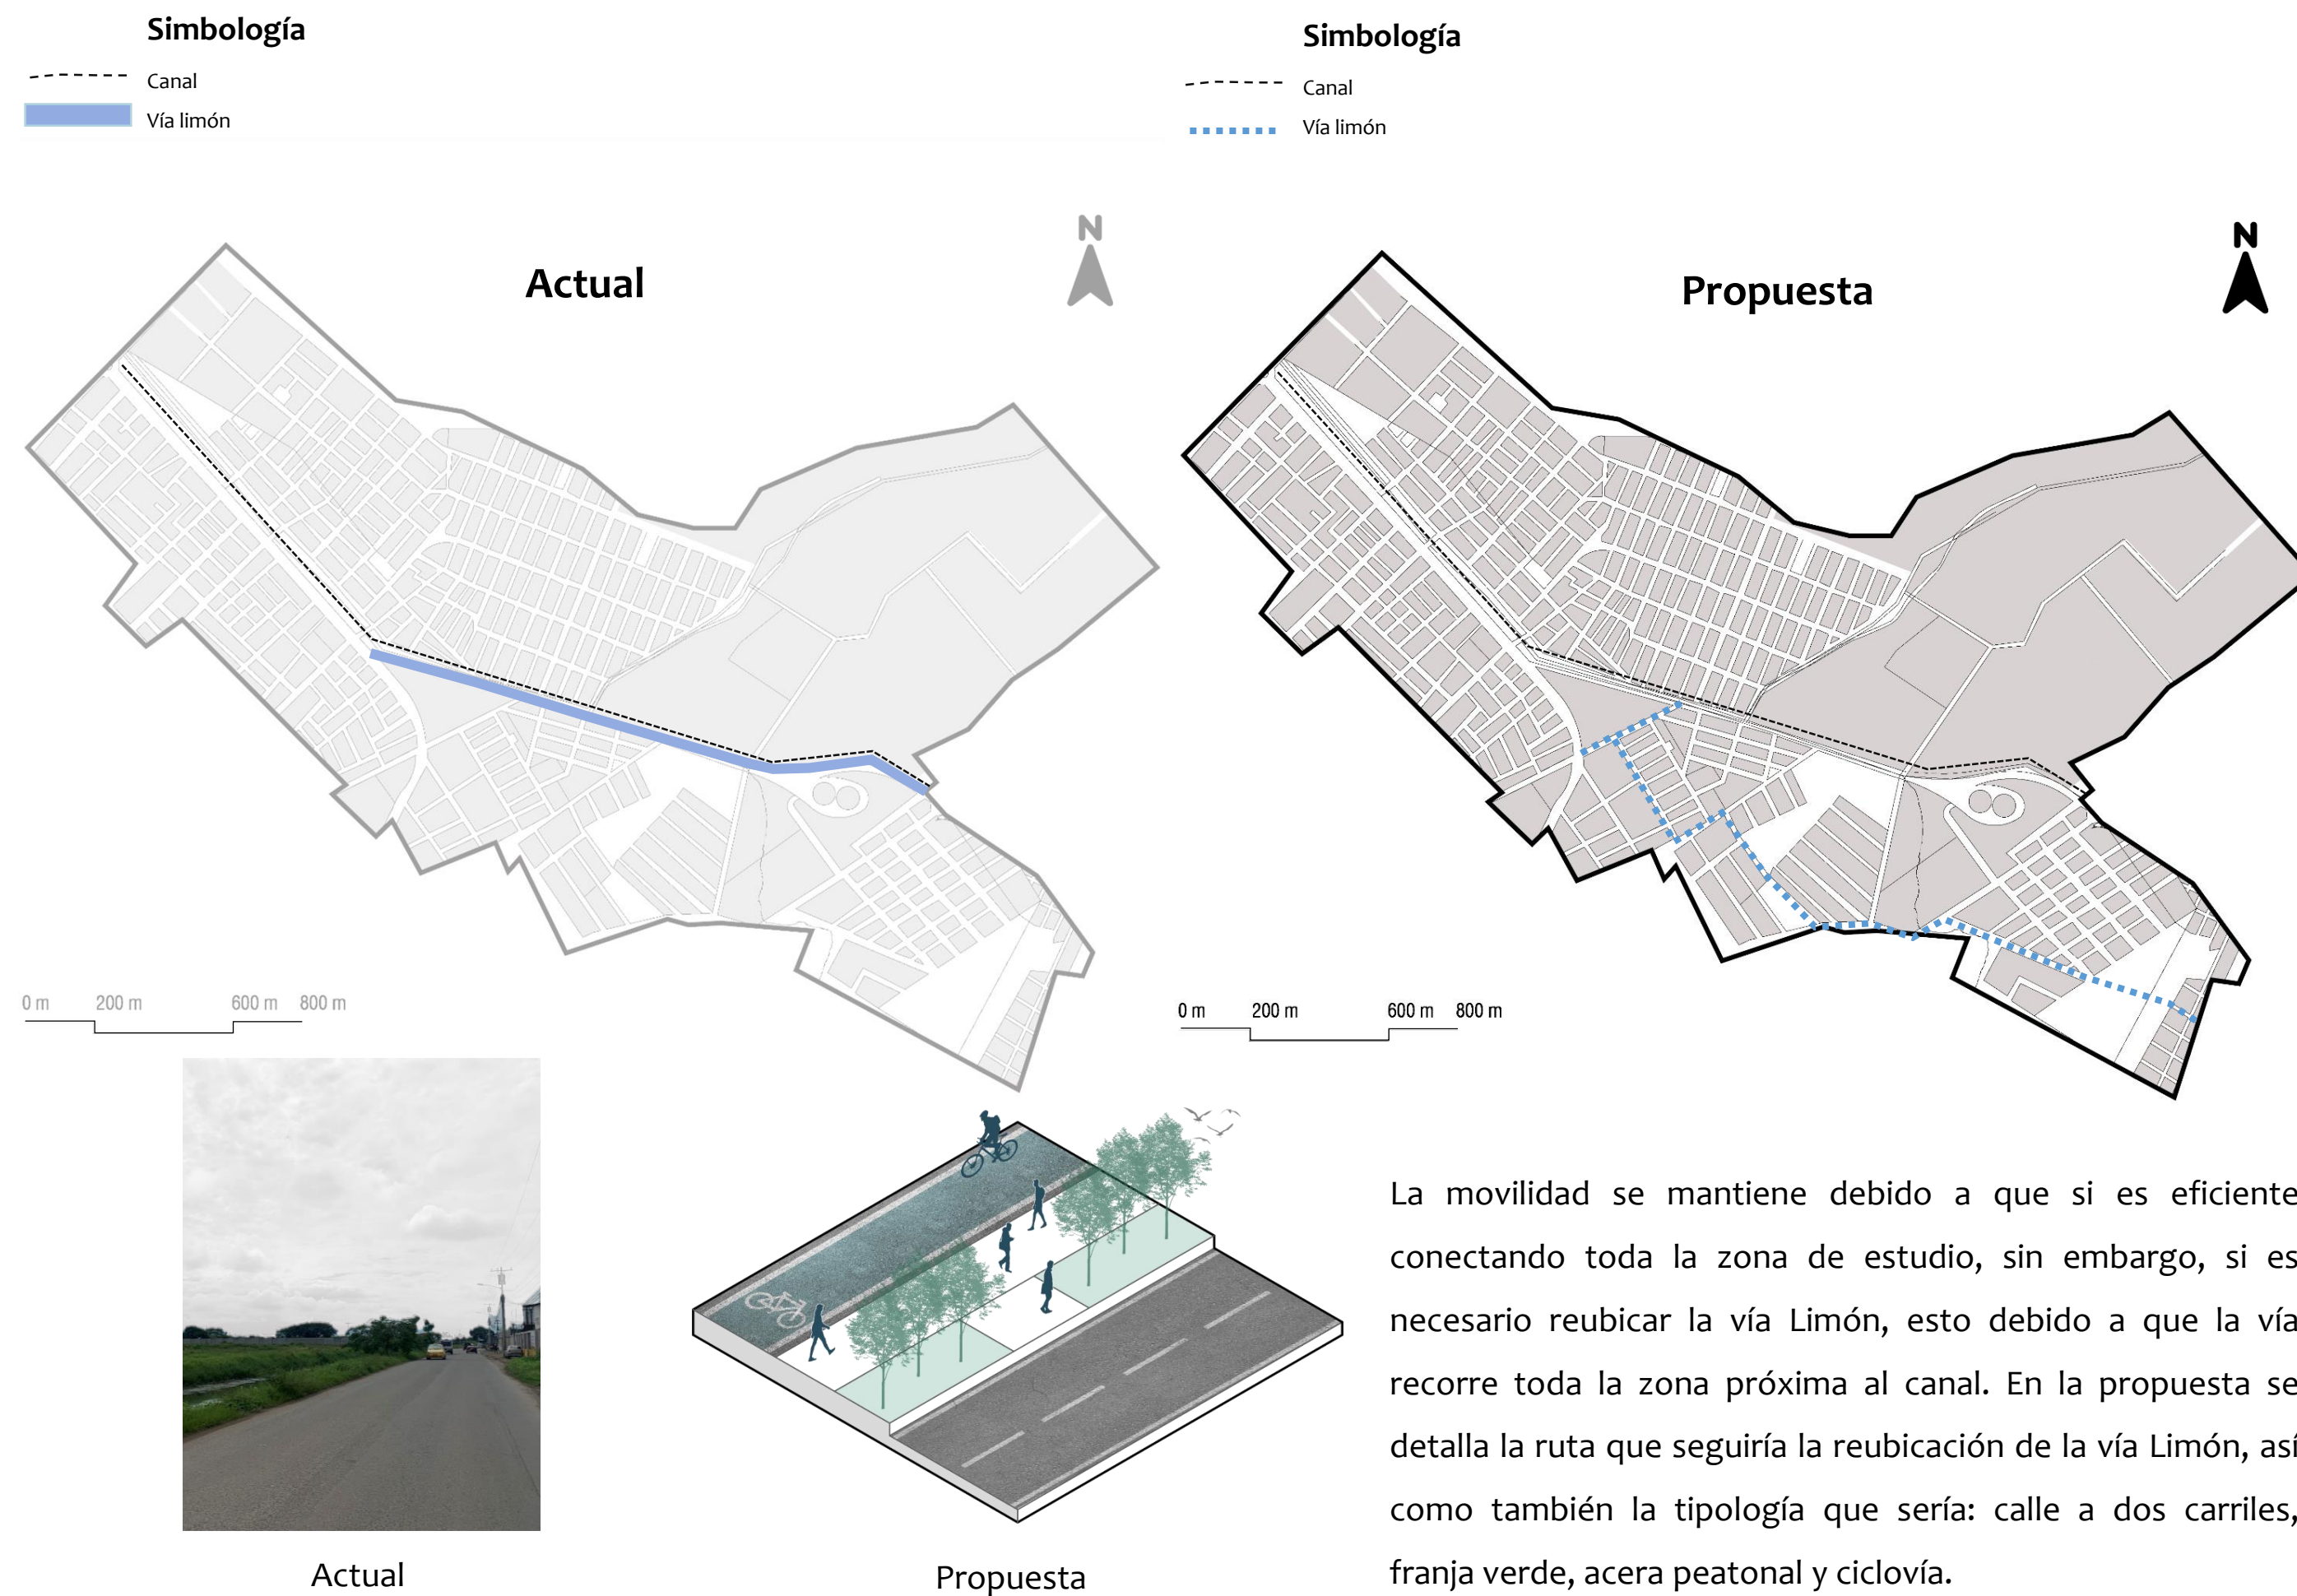 Simbología
Canal
Vía limón
Simbología
Canal
Vía limón
N
Actual
N
Propuesta
0 m 200 m 600 m 800 m
0 m 200 m 600 m 800 m
La movilidad se mantiene debido a que si es eficiente
conectando toda la zona de estudio, sin embargo, si es
necesario reubicar la vía Limón, esto debido a que la vía
recorre toda la zona próxima al canal. En la propuesta se
detalla la ruta que seguiría la reubicación de la vía Limón, así
como también la tipología que sería: calle a dos carriles,
franja verde, acera peatonal y ciclovía.
Actual
Propuesta